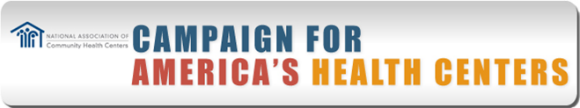 NATIONAL ASSOCIATION OF
Community Health Centers
CAMPAIGN FOR
AMERICA'S HEALTH CENTERS